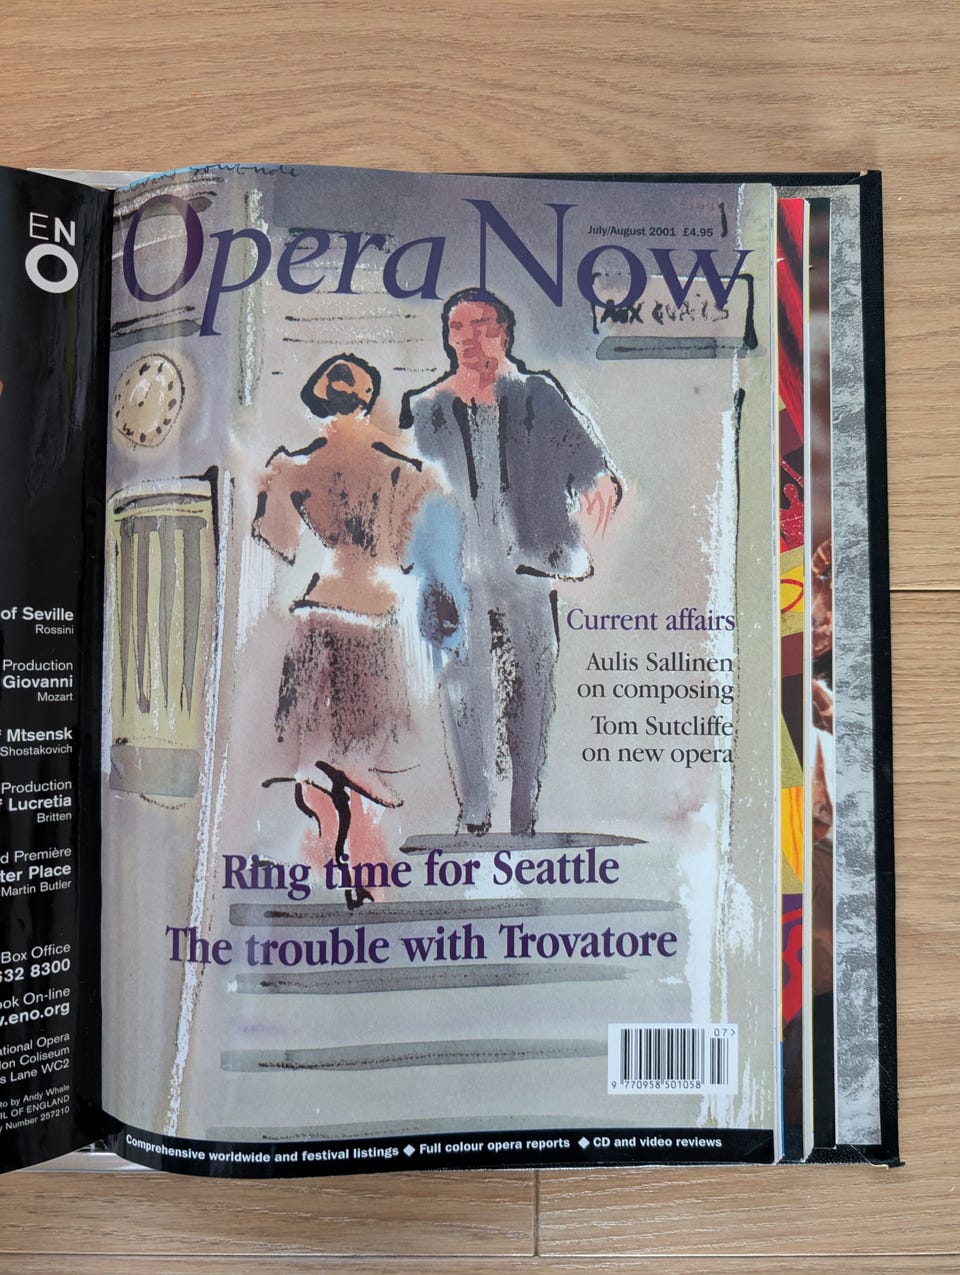 EN
O
of Seville
Rossini
Production
Giovanni
Mozart
Mtsensk
Shostakovich
Production
Lucretia
Britten
Première
ter Place
Martin Butler
Box Office
632 8300
ook On-line
.eno.org
ational Opera
on Coliseum
s Lane WC2
to by Andy Whale
IL OF ENGLAND
y Number 257210
Opera Now
July/August 2001 £4.95
Current affairs
Aulis Sallinen
on composing
Tom Sutcliffe
on new opera
Ring time for Seattle
The trouble with Trovatore
07>
9 770958 501058
Comprehensive worldwide and festival listings ◆ Full colour opera reports ◆ CD and video reviews